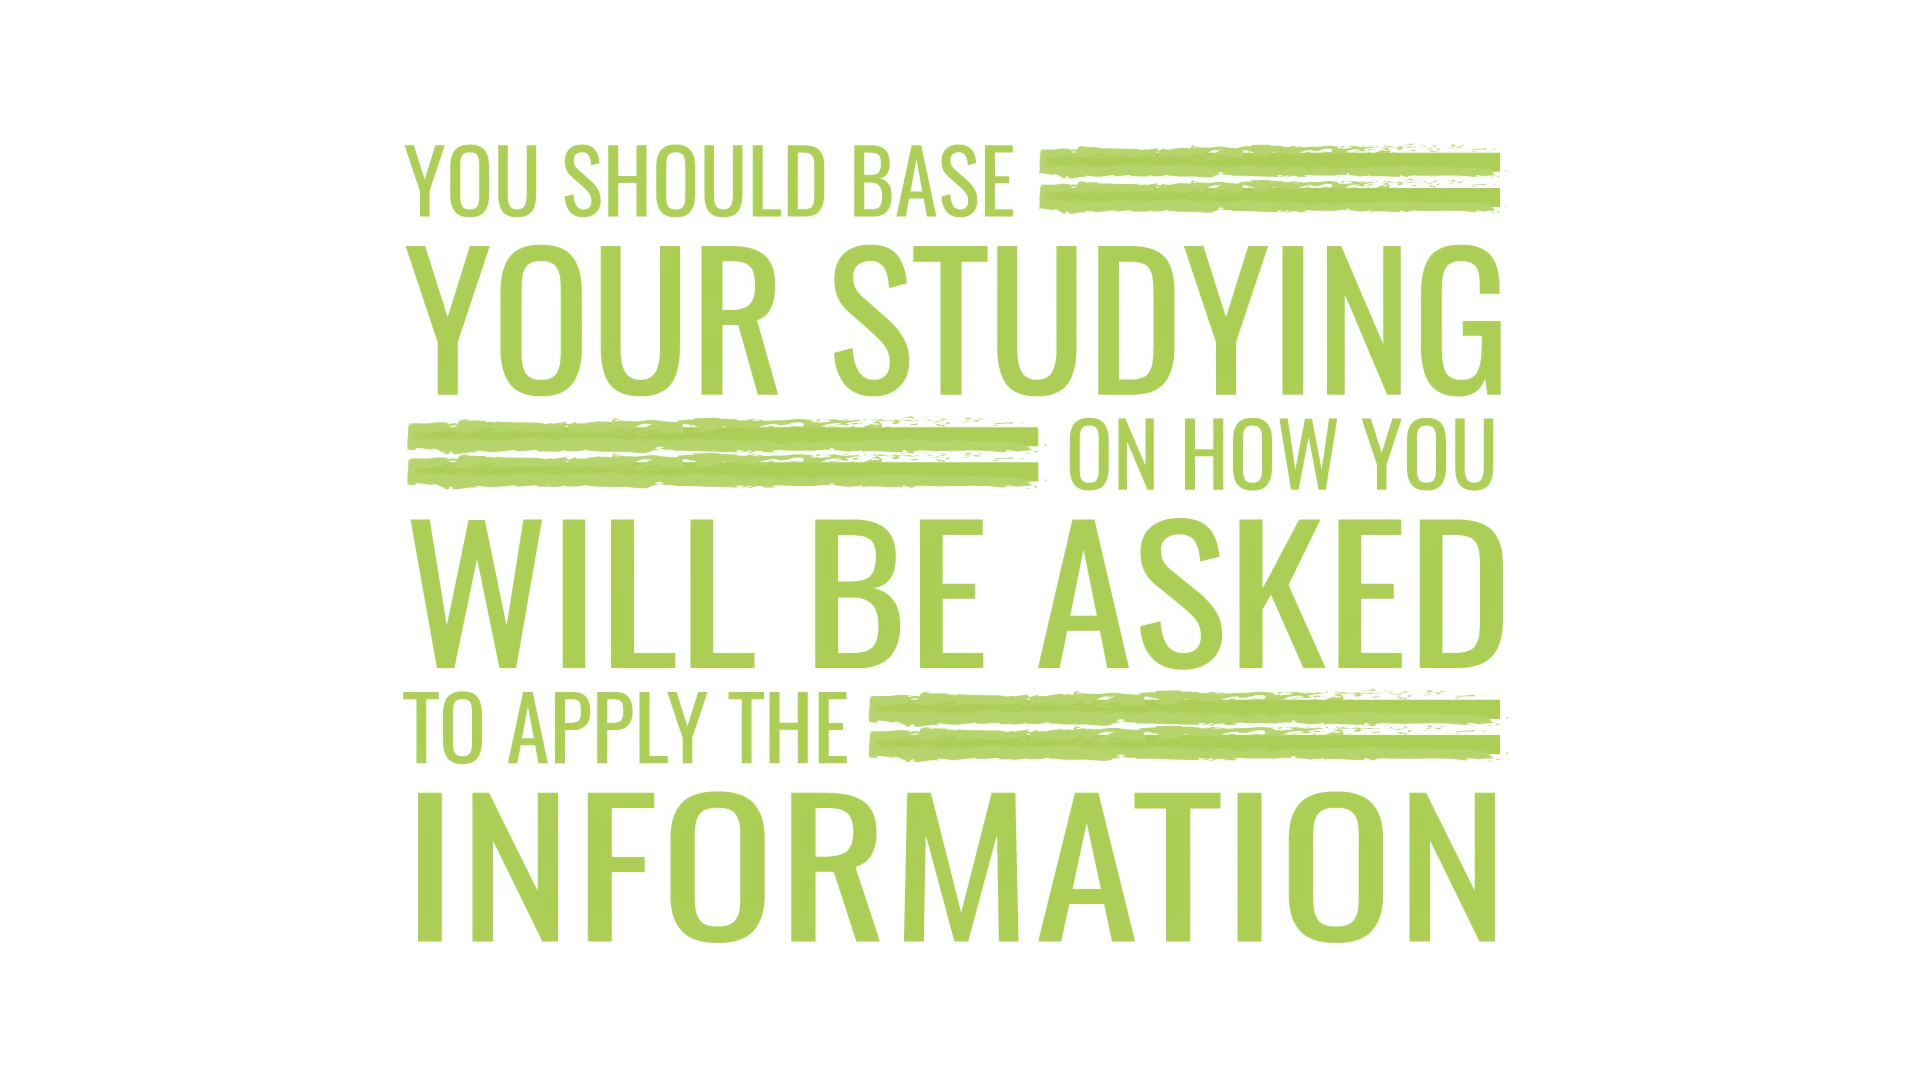 YOU SHOULD BASE
YOUR STUDYING
ON HOW YOU
WILL BE ASKED
TO APPLY THE
INFORMATION